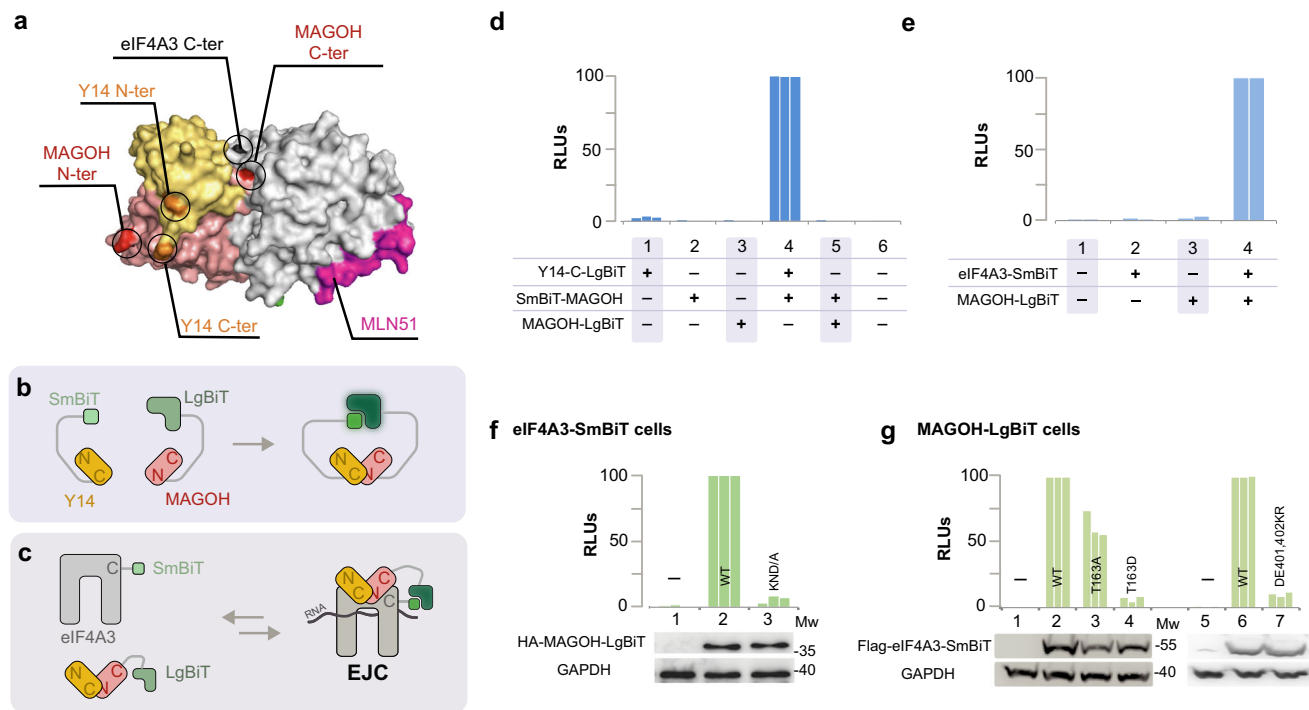 a
eIF4A3 C-ter
MAGOH
C-ter
Y14 N-ter
MAGOH
N-ter
Y14 C-ter
MLN51
b
SmBiT
LgBiT
N
C
C
N
N
C
C
N
Y14
MAGOH
c
C
SmBiT
eIF4A3
N
C
C
N
LgBiT
RNA
N
C
C
N
C
EJC
d
RLUs
100
50
0
1 2 3 4 5 6
Y14-C-LgBiT + – – + – –
SmBiT-MAGOH – + – + + –
MAGOH-LgBiT – – + – + –
e
RLUs
100
50
0
1 2 3 4
eIF4A3-SmBiT – + – +
MAGOH-LgBiT – – + +
f eIF4A3-SmBiT cells
RLUs
100
50
0
–
WT
KND/A
1 2 3 Mw
HA-MAGOH-LgBiT -35
GAPDH -40
g MAGOH-LgBiT cells
RLUs
100
50
0
–
WT
T163A
T163D
–
WT
DE401,402KR
1 2 3 4 Mw 5 6 7
Flag-eIF4A3-SmBiT -55
GAPDH -40